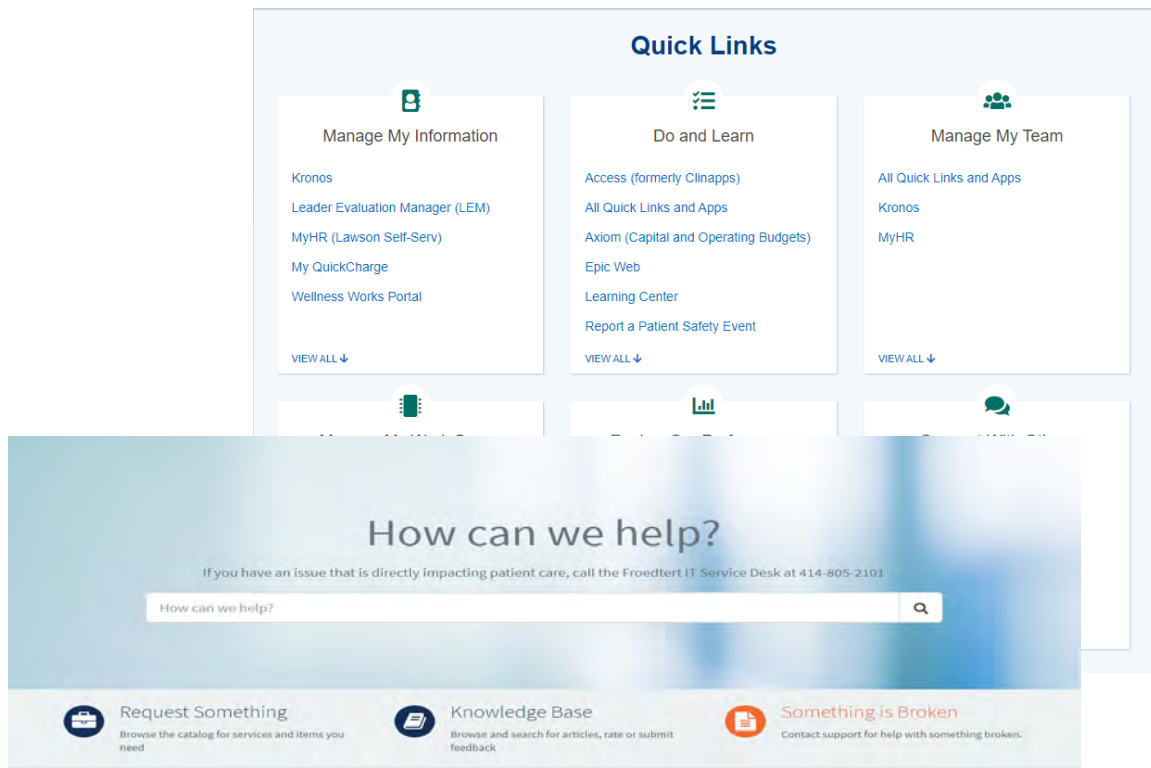 Quick Links
Manage My Information
Kronos
Leader Evaluation Manager (LEM)
MyHR (Lawson Self-Serv)
My QuickCharge
Wellness Works Portal
VIEW ALL
Do and Learn
Access (formerly Clinapps)
All Quick Links and Apps
Axiom (Capital and Operating Budgets)
Epic Web
Learning Center
Report a Patient Safety Event
VIEW ALL
Manage My Team
All Quick Links and Apps
Kronos
MyHR
VIEW ALL
How can we help?
If you have an issue that is directly impacting patient care, call the Froedtert IT Service Desk at 414-805-2101
How can we help?
Request Something
Browse the catalog for services and items you
need
Knowledge Base
Browse and search for articles, rate or submit
feedback
Something is Broken
Contact support for help with something broken.